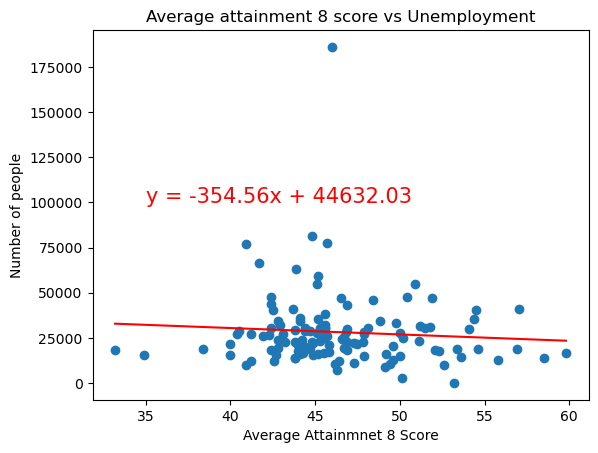 Average attainment 8 score vs Unemployment
175000
150000
125000
y = -354.56x + 44632.03
100000
75000
50000
25000
0
Number of people
35 40 45 50 55 60
Average Attainmnet 8 Score